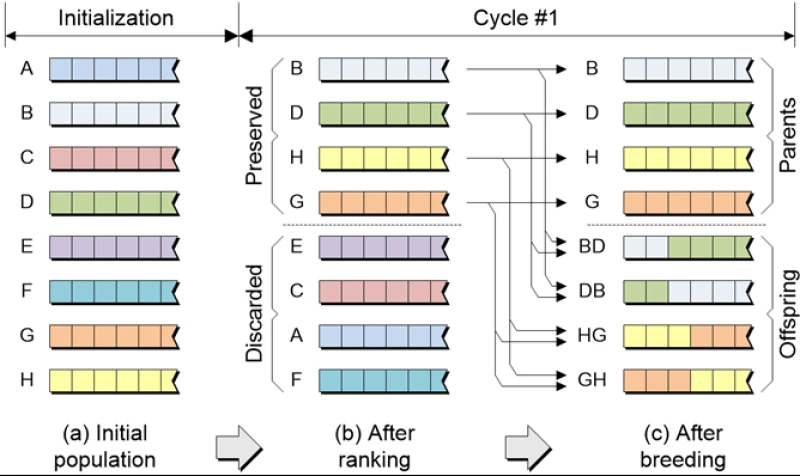 Initialization
Cycle #1
A
B
C
D
E
F
G
H
(a) Initial
population
Preserved
Discarded
B
D
H
G
E
C
A
F
(b) After
ranking
B
D
H
G
BD
DB
HG
GH
Parents
Offspring
(c) After
breeding